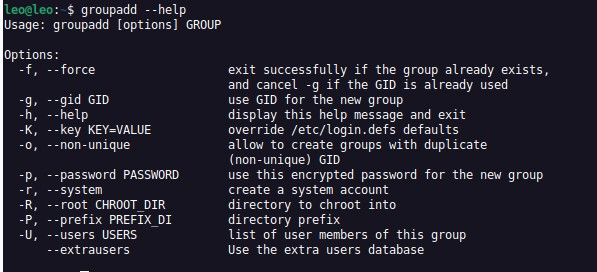 leo@leo:~$ groupadd --help
Usage: groupadd [options] GROUP
Options:
-f, --force exit successfully if the group already exists,
and cancel -g if the GID is already used
-g, --gid GID use GID for the new group
-h, --help display this help message and exit
-K, --key KEY=VALUE override /etc/login.defs defaults
-o, --non-unique allow to create groups with duplicate
(non-unique) GID
-p, --password PASSWORD use this encrypted password for the new group
-r, --system create a system account
-R, --root CHROOT_DIR directory to chroot into
-P, --prefix PREFIX_DI directory prefix
-U, --users USERS list of user members of this group
--extrausers Use the extra users database